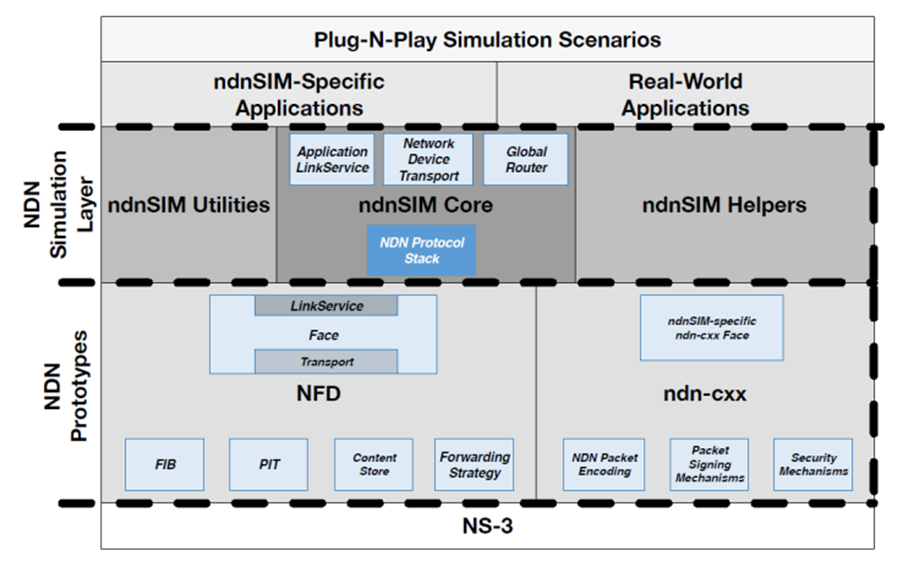 Plug-N-Play Simulation Scenarios
ndnSIM-Specific
Applications
Real-World
Applications
NDN
Simulation
Layer
Application
LinkService
Network
Device
Transport
Global
Router
ndnSIM Utilities
ndnSIM Core
ndnSIM Helpers
NDN Protocol
Stack
NDN
Prototypes
LinkService
Face
Transport
NFD
ndnSIM-specific
ndn-cxx Face
ndn-cxx
FIB
PIT
Content
Store
Forwarding
Strategy
NDN Packet
Encoding
Packet
Signing
Mechanisms
Security
Mechanisms
NS-3